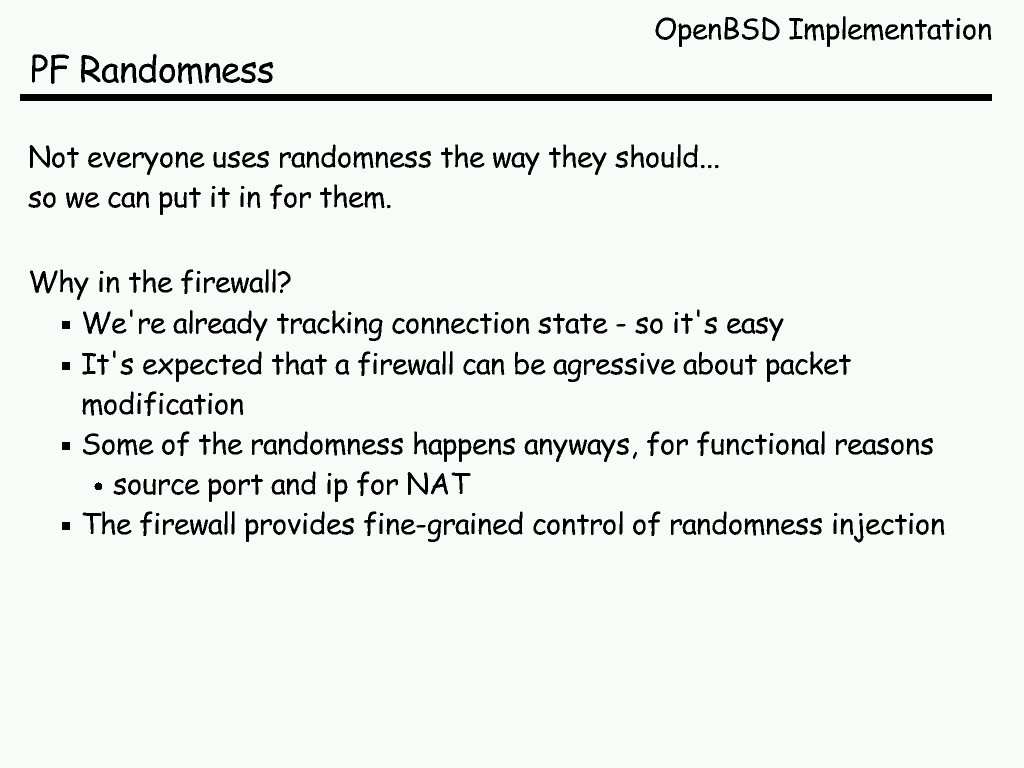 OpenBSD Implementation
PF Randomness
Not everyone uses randomness the way they should...
so we can put it in for them.
Why in the firewall?
▪ We're already tracking connection state - so it's easy
▪ It's expected that a firewall can be agressive about packet
modification
▪ Some of the randomness happens anyways, for functional reasons
• source port and ip for NAT
▪ The firewall provides fine-grained control of randomness injection